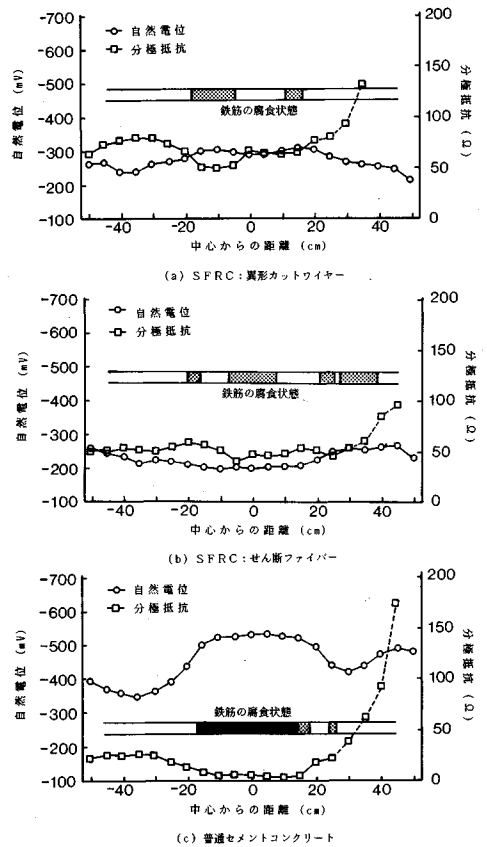 -700
-600
-500
-400
-300
-200
-100
自然電位 (mV)
自然電位
分極抵抗
鉄筋の腐食状態
200
150
100
50
0
分極抵抗 (Ω)
-40 -20 0 20 40
中心からの距離 (cm)
(a) SFRC:異形カットワイヤー
-700
-600
-500
-400
-300
-200
-100
自然電位 (mV)
自然電位
分極抵抗
鉄筋の腐食状態
200
150
100
50
0
分極抵抗 (Ω)
-40 -20 0 20 40
中心からの距離 (cm)
(b) SFRC:せん断ファイバー
-700
-600
-500
-400
-300
-200
-100
自然電位 (mV)
自然電位
分極抵抗
鉄筋の腐食状態
200
150
100
50
0
分極抵抗 (Ω)
-40 -20 0 20 40
中心からの距離 (cm)
(c) 普通セメントコンクリート